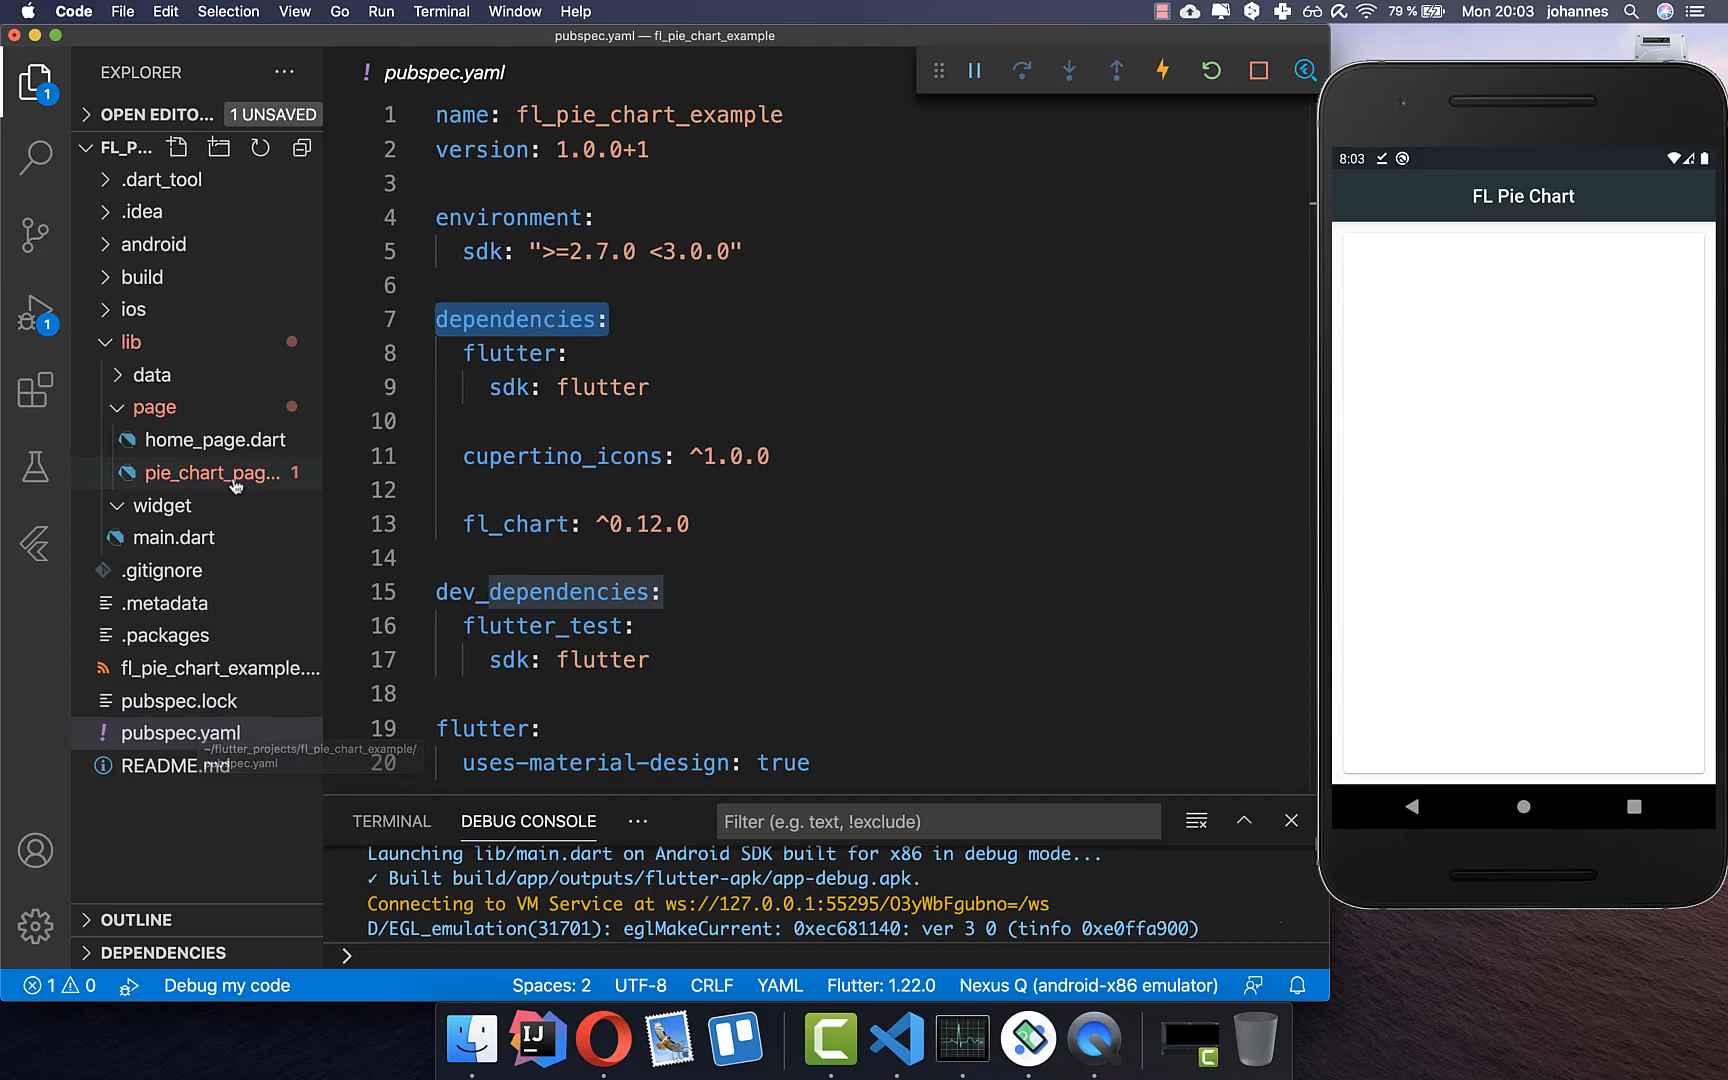 Code File Edit Selection View Go Run Terminal Window Help 79 % Mon 20:03 johannes
pubspec.yaml — fl_pie_chart_example
EXPLORER
OPEN EDITO... 1 UNSAVED
FL_P...
.dart_tool
.idea
android
build
ios
lib
data
page
home_page.dart
pie_chart_pag... 1
widget
main.dart
.gitignore
.metadata
.packages
fl_pie_chart_example....
pubspec.lock
! pubspec.yaml
~/flutter_projects/fl_pie_chart_example/
pubspec.yaml
README.md
OUTLINE
DEPENDENCIES
1
1
! pubspec.yaml
1 name: fl_pie_chart_example
2 version: 1.0.0+1
3
4 environment:
5 sdk: ">=2.7.0 <3.0.0"
6
7 dependencies:
8 flutter:
9 sdk: flutter
10
11 cupertino_icons: ^1.0.0
12
13 fl_chart: ^0.12.0
14
15 dev_dependencies:
16 flutter_test:
17 sdk: flutter
18
19 flutter:
20 uses-material-design: true
TERMINAL DEBUG CONSOLE ... Filter (e.g. text, !exclude)
Launching lib/main.dart on Android SDK built for x86 in debug mode...
✓ Built build/app/outputs/flutter-apk/app-debug.apk.
Connecting to VM Service at ws://127.0.0.1:55295/O3yWbFgubno=/ws
D/EGL_emulation(31701): eglMakeCurrent: 0xec681140: ver 3 0 (tinfo 0xe0ffa900)
1 0 Debug my code Spaces: 2 UTF-8 CRLF YAML Flutter: 1.22.0 Nexus Q (android-x86 emulator)
8:03
FL Pie Chart
IJ
C
C